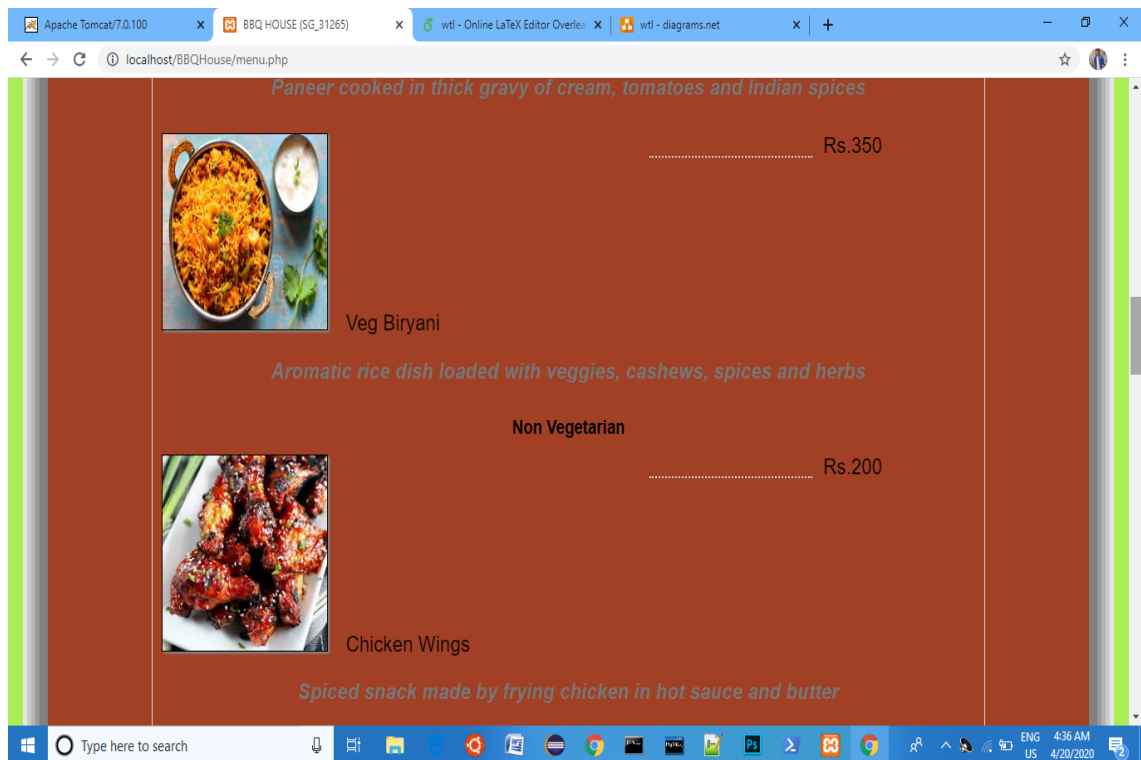 Apache Tomcat/7.0.100
BBQ HOUSE (SG_31265)
wtl - Online LaTeX Editor Overlea
wtl - diagrams.net
localhost/BBQHouse/menu.php
Paneer cooked in thick gravy of cream, tomatoes and Indian spices
Rs.350
Veg Biryani
Aromatic rice dish loaded with veggies, cashews, spices and herbs
Non Vegetarian
Rs.200
Chicken Wings
Spiced snack made by frying chicken in hot sauce and butter
Type here to search
Ps
ENG
US
4:36 AM
4/20/2020
2